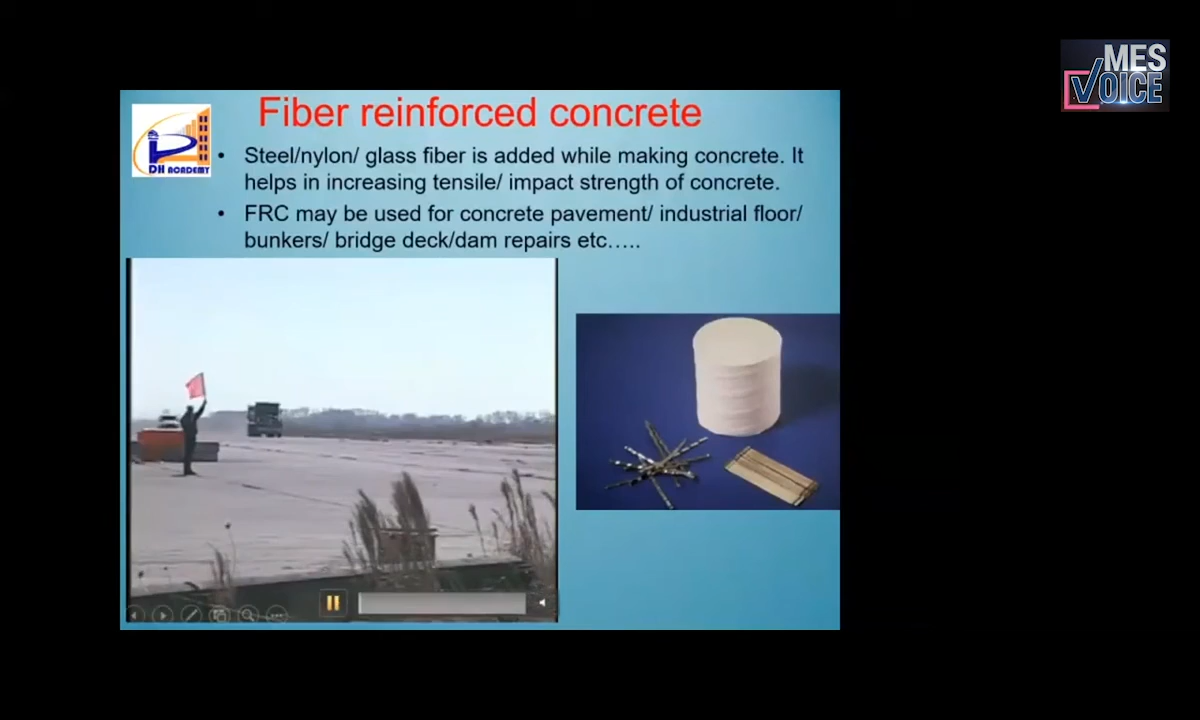 MES
VOICE
Fiber reinforced concrete
DH ACADEMY
• Steel/nylon/ glass fiber is added while making concrete. It
helps in increasing tensile/ impact strength of concrete.
• FRC may be used for concrete pavement/ industrial floor/
bunkers/ bridge deck/dam repairs etc…..